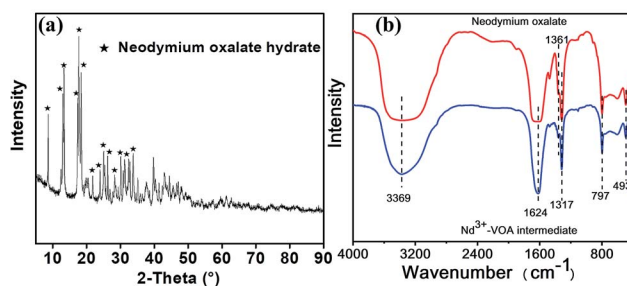 (a)
★ Neodymium oxalate hydrate
Intensity
10 20 30 40 50 60 70 80 90
2-Theta (°)
(b)
Neodymium oxalate
1361
Intensity
3369
1624
1317
797
493
Nd³⁺-VOA intermediate
4000 3200 2400 1600 800
Wavenumber (cm⁻¹)